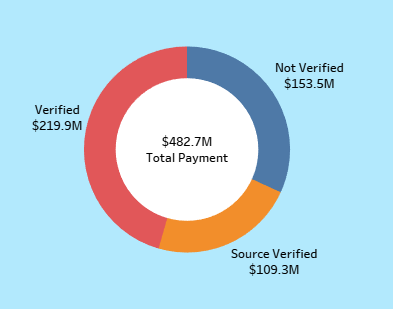 Not Verified
$153.5M
Verified
$219.9M
$482.7M
Total Payment
Source Verified
$109.3M